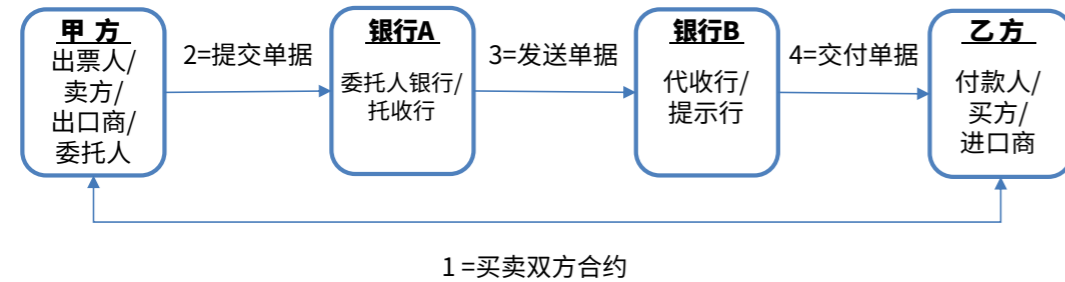 甲 方
出票人/
卖方/
出口商/
委托人
2=提交单据
银行A
委托人银行/
托收行
3=发送单据
银行B
代收行/
提示行
4=交付单据
乙 方
付款人/
买方/
进口商
1 =买卖双方合约